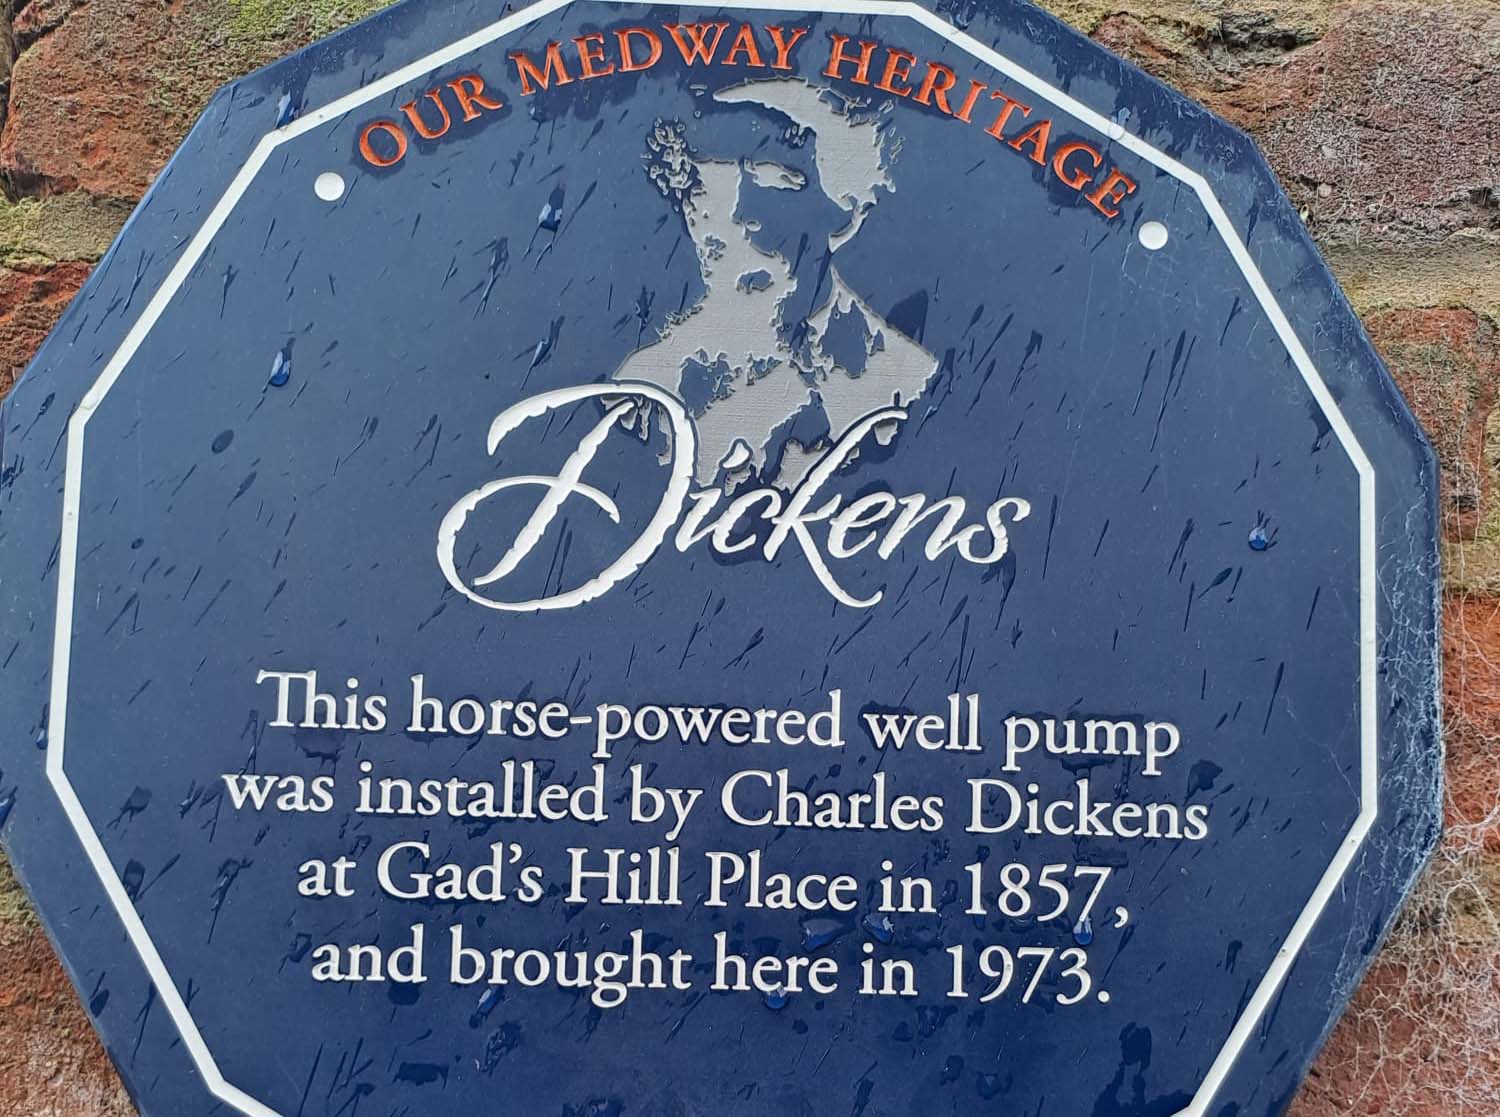 OUR MEDWAY HERITAGE
Dickens
This horse-powered well pump
was installed by Charles Dickens
at Gad's Hill Place in 1857,
and brought here in 1973.